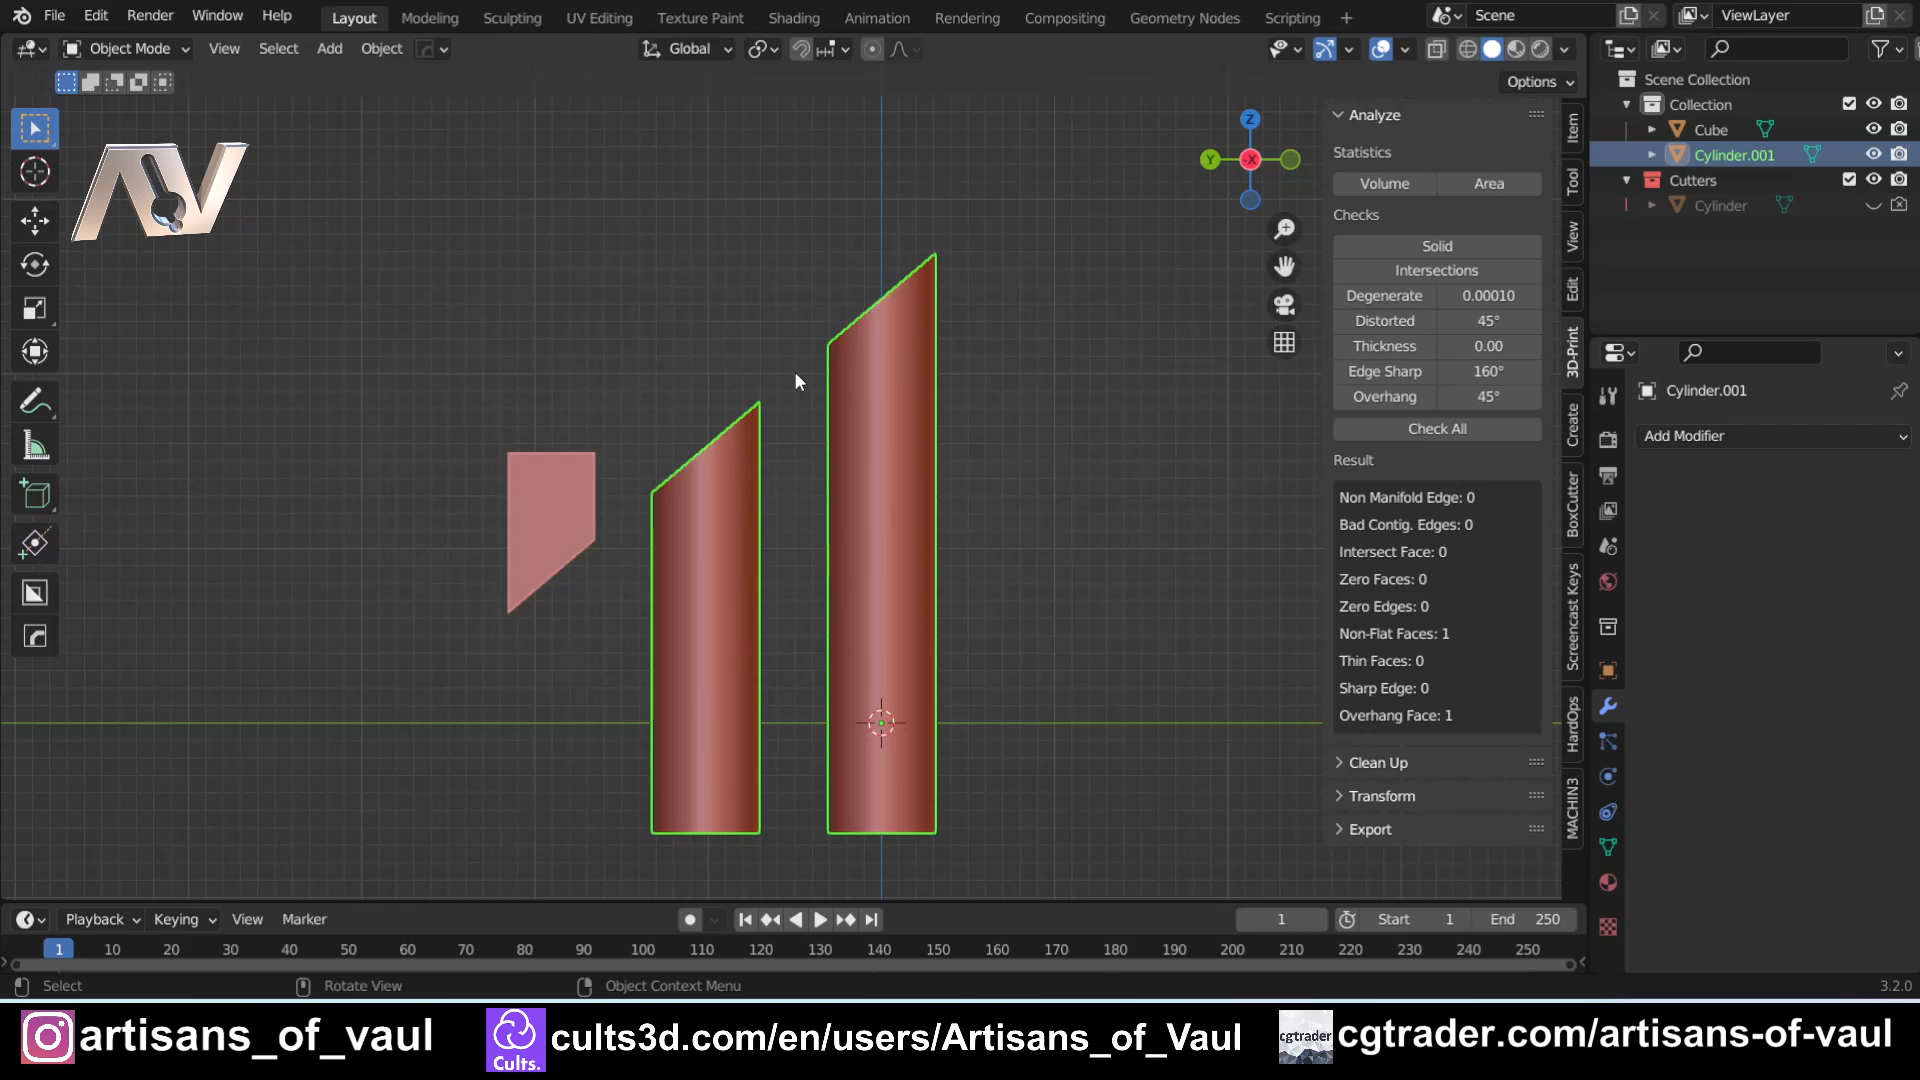 File Edit Render Window Help Layout Modeling Sculpting UV Editing Texture Paint Shading Animation Rendering Compositing Geometry Nodes Scripting + Scene ViewLayer
Object Mode View Select Add Object Global
Options
AV
Scene Collection
Collection
Cube
Cylinder.001
Cutters
Cylinder
Z
Y
-X
Analyze
Statistics
Volume Area
Checks
Solid
Intersections
Degenerate 0.00010
Distorted 45°
Thickness 0.00
Edge Sharp 160°
Overhang 45°
Check All
Result
Non Manifold Edge: 0
Bad Contig. Edges: 0
Intersect Face: 0
Zero Faces: 0
Zero Edges: 0
Non-Flat Faces: 1
Thin Faces: 0
Sharp Edge: 0
Overhang Face: 1
Clean Up
Transform
Export
Item
Tool
View
Edit
3D-Print
Create
BoxCutter
Screencast Keys
HardOps
MACHIN3
Cylinder.001
Add Modifier
Playback Keying View Marker 1 Start 1 End 250
1 10 20 30 40 50 60 70 80 90 100 110 120 130 140 150 160 170 180 190 200 210 220 230 240 250
Select Rotate View Object Context Menu 3.2.0
artisans_of_vaul Cults. cults3d.com/en/users/Artisans_of_Vaul cgtrader cgtrader.com/artisans-of-vaul